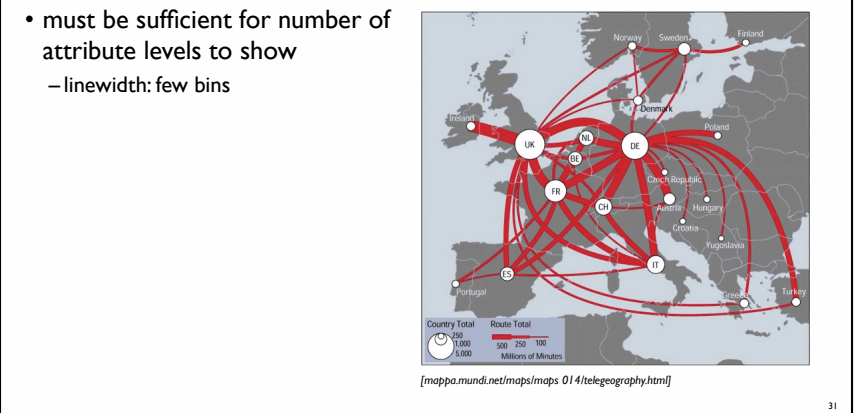 • must be sufficient for number of
attribute levels to show
– linewidth: few bins
Norway
Sweden
Finland
Denmark
Ireland
UK
NL
DE
Poland
BE
Czech Republic
FR
CH
Austria
Hungary
Croatia
Yugoslavia
IT
ES
Portugal
Greece
Turkey
Country Total
250
1,000
5,000
Route Total
500 250 100
Millions of Minutes
[mappa.mundi.net/maps/maps 014/telegeography.html]
31